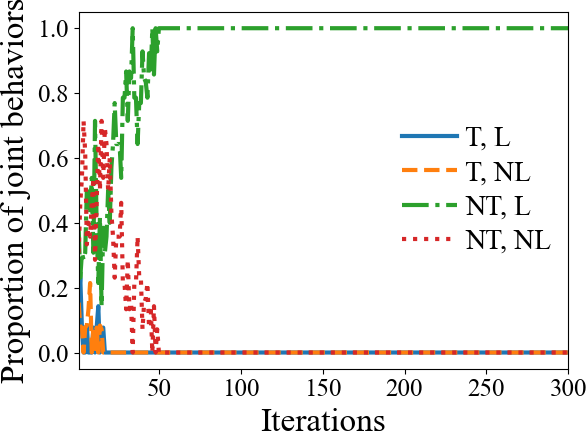 Proportion of joint behaviors
1.0
0.8
0.6
0.4
0.2
0.0
T, L
T, NL
NT, L
NT, NL
50 100 150 200 250 300
Iterations